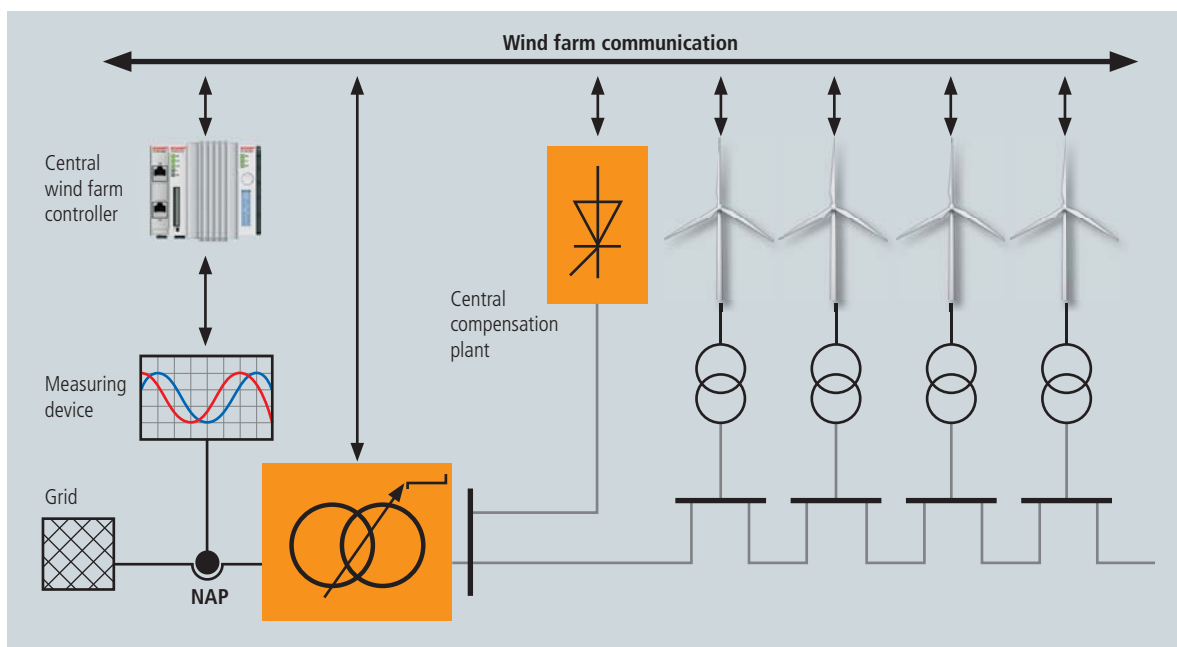 Wind farm communication
Central
wind farm
controller
Central
compensation
plant
Measuring
device
Grid
NAP